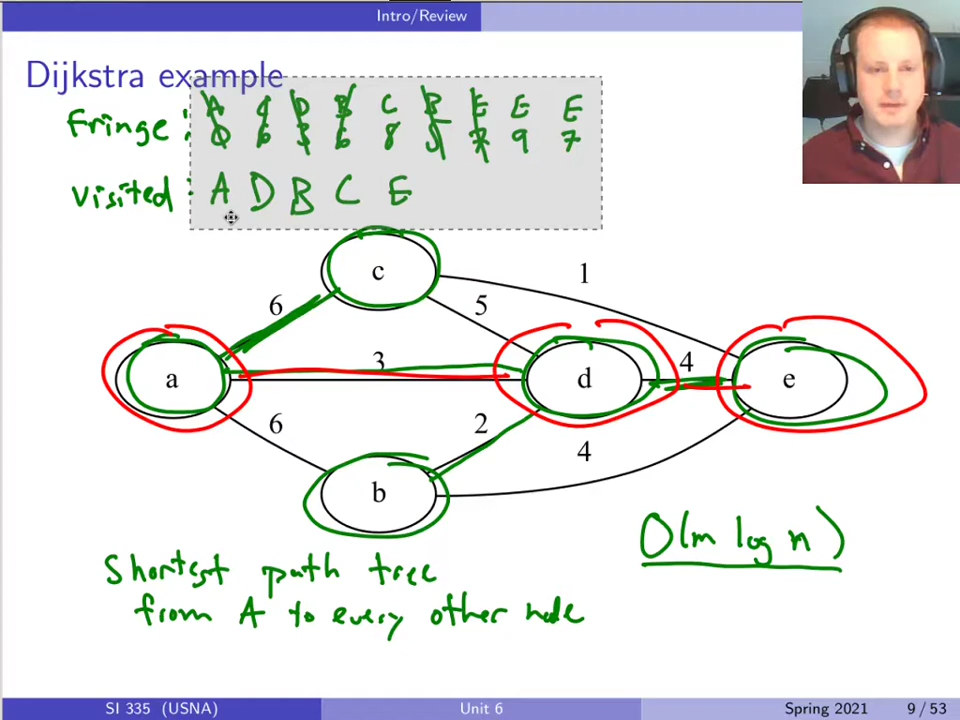 Intro/Review
Dijkstra example
Fringe: A C D B C B E E E
0 6 3 6 8 5 7 9 7
Visited: A D B C E
c
1
6
5
a
3
d
4
e
6
2
4
b
O(m log n)
Shortest path tree
from A to every other node
SI 335 (USNA)
Unit 6
Spring 2021
9 / 53